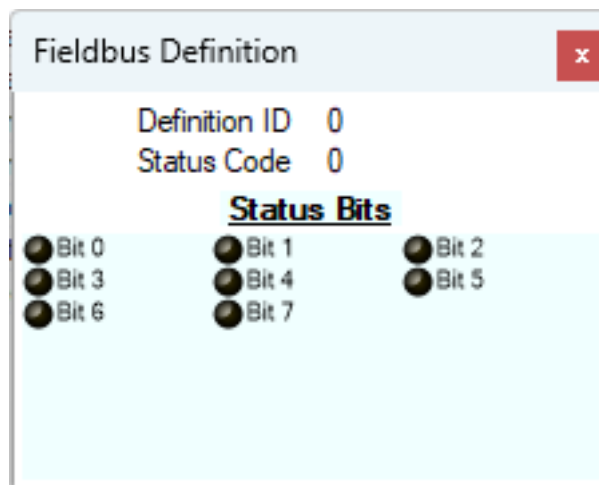 Fieldbus Definition x
Definition ID 0
Status Code 0
Status Bits
Bit 0 Bit 1 Bit 2
Bit 3 Bit 4 Bit 5
Bit 6 Bit 7